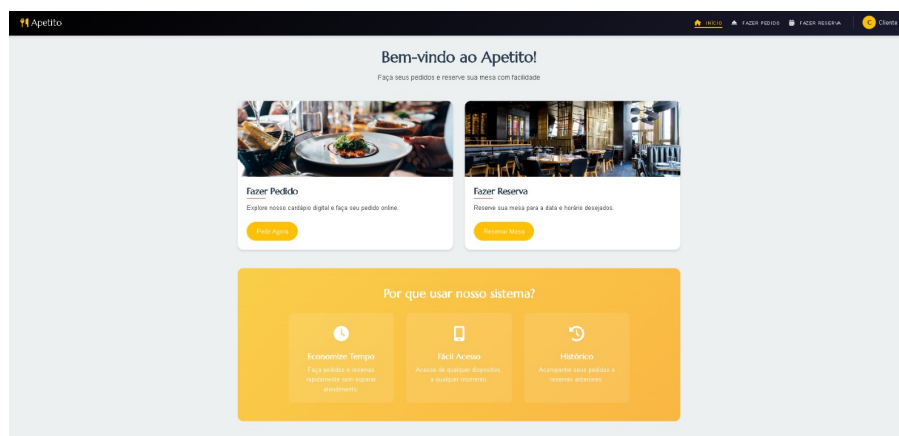 Apetito
INÍCIO
FAZER PEDIDO
FAZER RESERVA
C
Cliente
Bem-vindo ao Apetito!
Faça seus pedidos e reserve sua mesa com facilidade
Fazer Pedido
Explore nosso cardápio digital e faça seu pedido online.
Pedir Agora
Fazer Reserva
Reserve sua mesa para a data e horário desejados.
Reservar Mesa
Por que usar nosso sistema?
Economize Tempo
Faça pedidos e reservas
rapidamente sem esperar
atendimento.
Fácil Acesso
Acesse de qualquer dispositivo,
a qualquer momento.
Histórico
Acompanhe seus pedidos e
reservas anteriores.